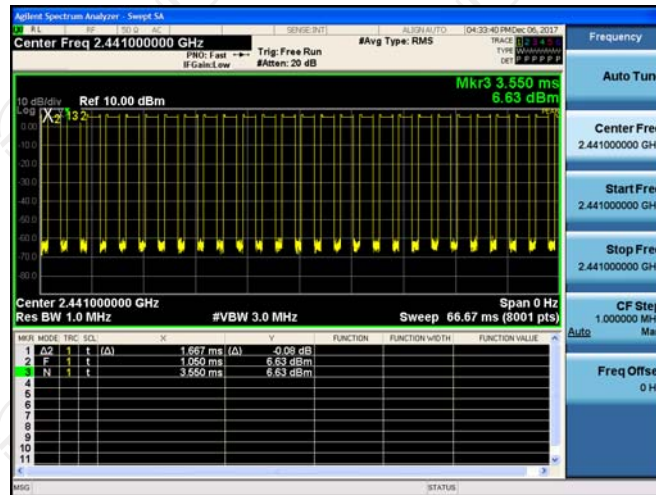 Agilent Spectrum Analyzer - Swept SA
RL RF 50 Ω AC SENSE:INT ALIGN AUTO 04:33:40 PM Dec 06, 2017
Center Freq 2.441000000 GHz
PNO: Fast
IFGain:Low
Trig: Free Run
#Atten: 20 dB
#Avg Type: RMS
TRACE 1 2 3 4 5 6
TYPE
DET P P P P P P
Mkr3 3.550 ms
6.63 dBm
10 dB/div Ref 10.00 dBm
Log
0.00
-10.0
-20.0
-30.0
-40.0
-50.0
-60.0
-70.0
-80.0
Center 2.441000000 GHz Span 0 Hz
Res BW 1.0 MHz #VBW 3.0 MHz Sweep 66.67 ms (8001 pts)
MKR MODE TRC SCL X Y FUNCTION FUNCTION WIDTH FUNCTION VALUE
1 Δ2 1 t (Δ) 1.667 ms (Δ) -0.08 dB
2 F 1 t 1.050 ms 6.63 dBm
3 N 1 t 3.550 ms 6.63 dBm
4
5
6
7
8
9
10
11
MSG STATUS
Frequency
Auto Tun
Center Fre
2.441000000 GH
Start Fre
2.441000000 GH
Stop Fre
2.441000000 GH
CF Ste
1.000000 MH
Auto Ma
Freq Offse
0 H